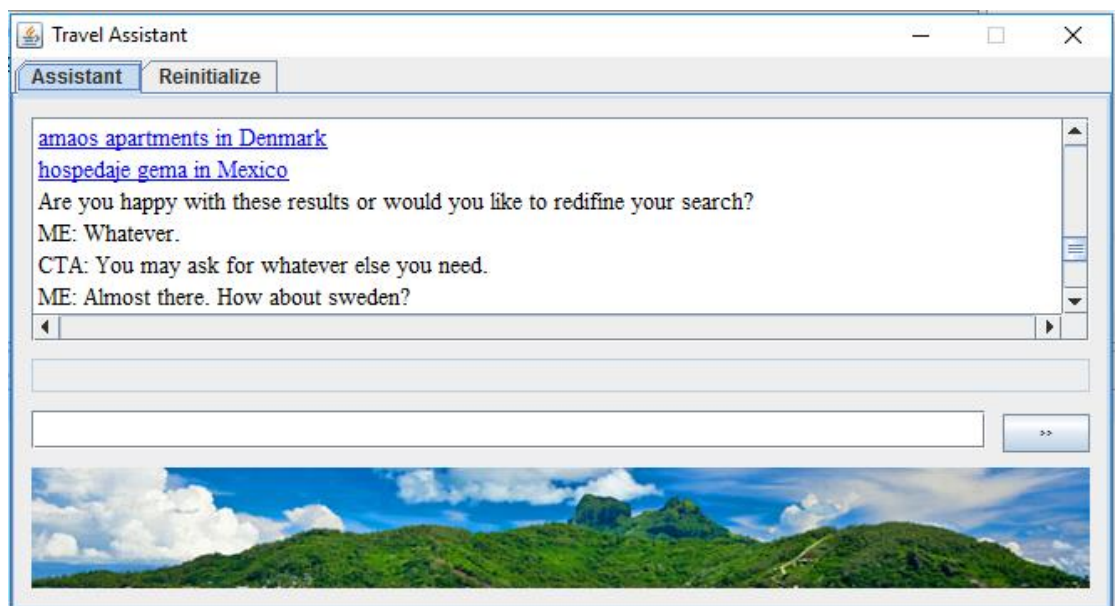 Travel Assistant
Assistant Reinitialize
amaos apartments in Denmark
hospedaje gema in Mexico
Are you happy with these results or would you like to redifine your search?
ME: Whatever.
CTA: You may ask for whatever else you need.
ME: Almost there. How about sweden?
>>